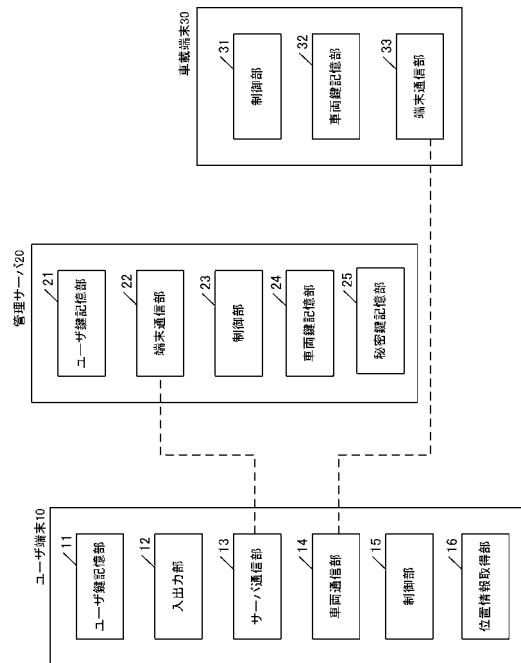 ユーザ端末10
11
ユーザ鍵記憶部
12
入出力部
13
サーバ通信部
14
車両通信部
15
制御部
16
位置情報取得部
管理サーバ20
21
ユーザ鍵記憶部
22
端末通信部
23
制御部
24
車両鍵記憶部
25
秘密鍵記憶部
車載端末30
31
制御部
32
車両鍵記憶部
33
端末通信部